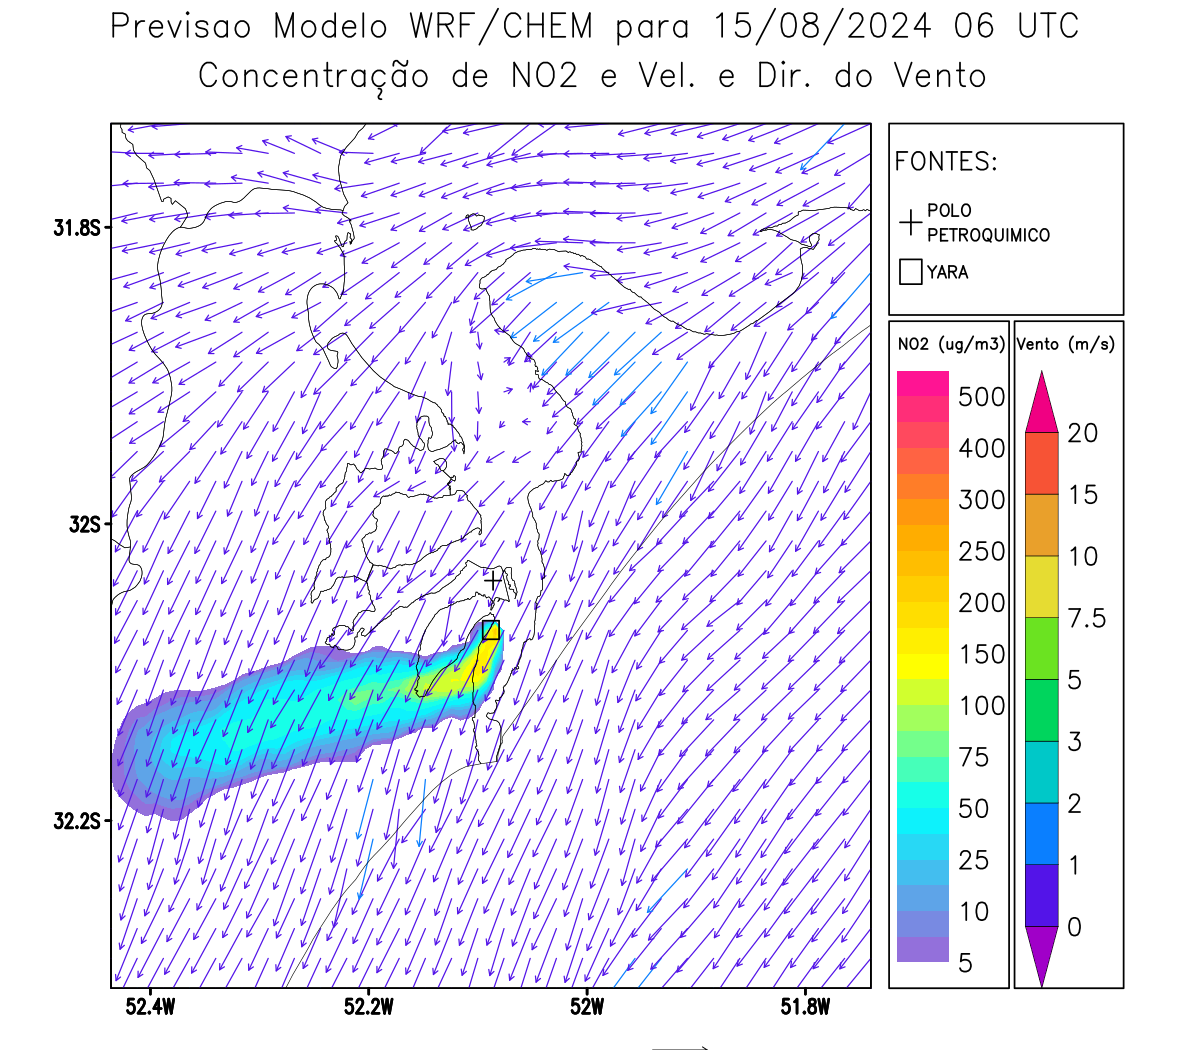 Previsao Modelo WRF/CHEM para 15/08/2024 06 UTC
Concentração de NO2 e Vel. e Dir. do Vento
FONTES:
POLO
PETROQUIMICO
YARA
31.8S
32S
32.2S
52.4W
52.2W
52W
51.8W
NO2 (ug/m3)
500
400
300
250
200
150
100
75
50
25
10
5
Vento (m/s)
20
15
10
7.5
5
3
2
1
0